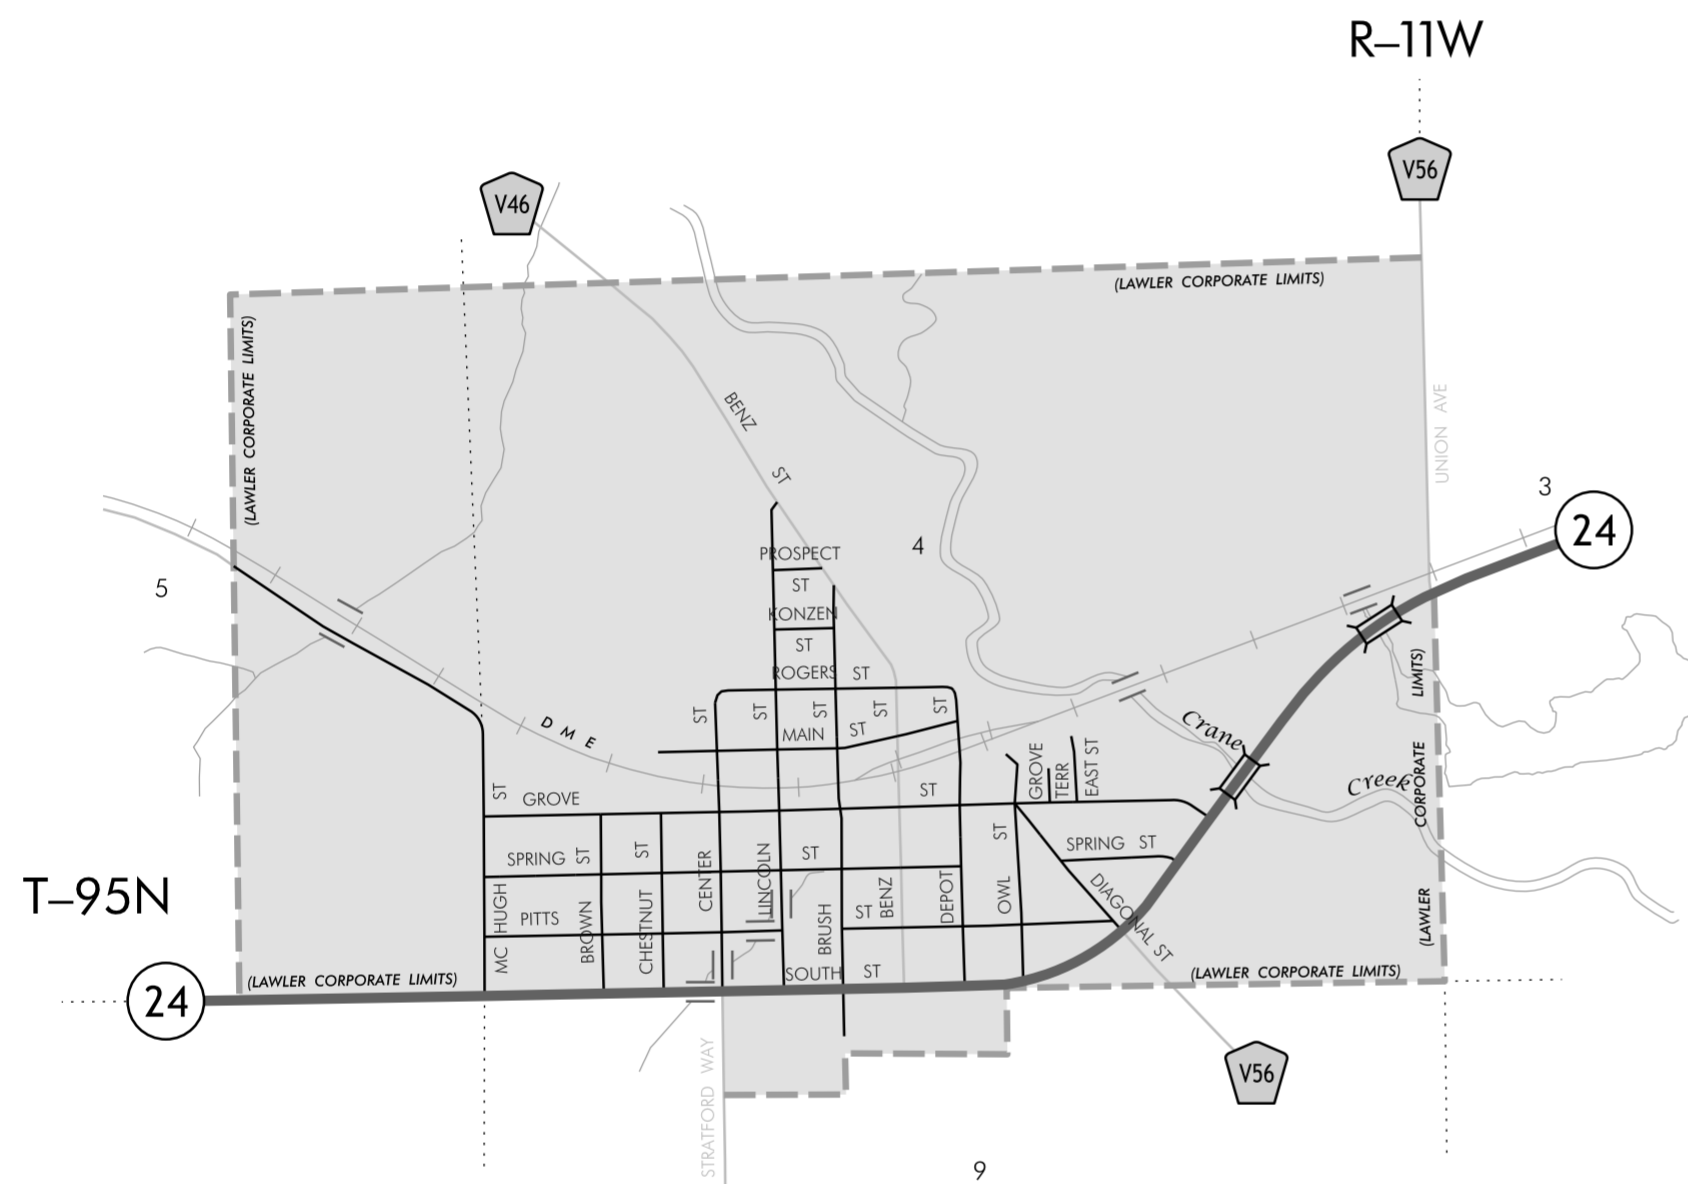 R–11W
V56
V46
(LAWLER CORPORATE LIMITS)
(LAWLER CORPORATE LIMITS)
BENZ ST
UNION AVE
3
24
4
5
PROSPECT
ST
KONZEN
ST
ROGERS ST
ST
ST
ST
ST
ST
MAIN ST
D M E
Crane
Creek
GROVE
TERR
EAST ST
ST
GROVE ST
(LAWLER CORPORATE LIMITS)
SPRING ST
ST
ST
ST
SPRING ST
T–95N
MC HUGH
PITTS ST
BROWN
CHESTNUT
CENTER
LINCOLN
BRUSH
BENZ
DEPOT
OWL
DIAGONAL ST
SOUTH ST
(LAWLER CORPORATE LIMITS)
(LAWLER CORPORATE LIMITS)
24
STRATFORD WAY
V56
9